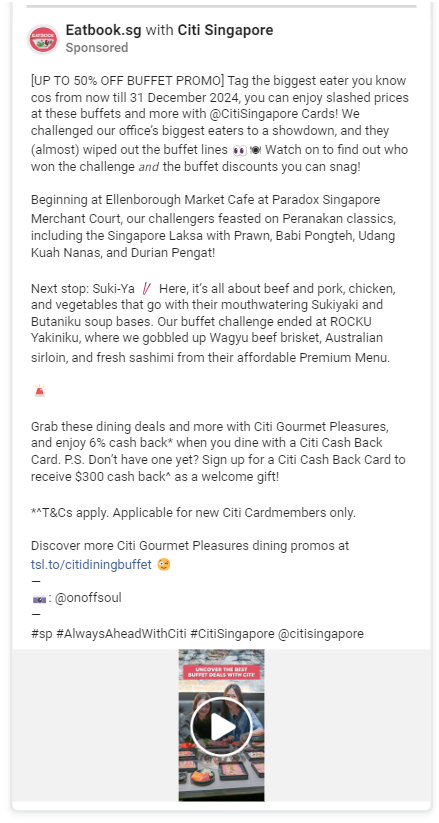 Eatbook.sg with Citi Singapore
Sponsored
[UP TO 50% OFF BUFFET PROMO] Tag the biggest eater you know
cos from now till 31 December 2024, you can enjoy slashed prices
at these buffets and more with @CitiSingapore Cards! We
challenged our office’s biggest eaters to a showdown, and they
(almost) wiped out the buffet lines 👀 🍽 Watch on to find out who
won the challenge and the buffet discounts you can snag!
Beginning at Ellenborough Market Cafe at Paradox Singapore
Merchant Court, our challengers feasted on Peranakan classics,
including the Singapore Laksa with Prawn, Babi Pongteh, Udang
Kuah Nanas, and Durian Pengat!
Next stop: Suki-Ya 🥢 Here, it’s all about beef and pork, chicken,
and vegetables that go with their mouthwatering Sukiyaki and
Butaniku soup bases. Our buffet challenge ended at ROCKU
Yakiniku, where we gobbled up Wagyu beef brisket, Australian
sirloin, and fresh sashimi from their affordable Premium Menu.
🚨
Grab these dining deals and more with Citi Gourmet Pleasures,
and enjoy 6% cash back* when you dine with a Citi Cash Back
Card. P.S. Don’t have one yet? Sign up for a Citi Cash Back Card to
receive $300 cash back^ as a welcome gift!
*^T&Cs apply. Applicable for new Citi Cardmembers only.
Discover more Citi Gourmet Pleasures dining promos at
tsl.to/citidiningbuffet 😉
—
📷: @onoffsoul
—
#sp #AlwaysAheadWithCiti #CitiSingapore @citisingapore
UNCOVER THE BEST
BUFFET DEALS WITH CITI!